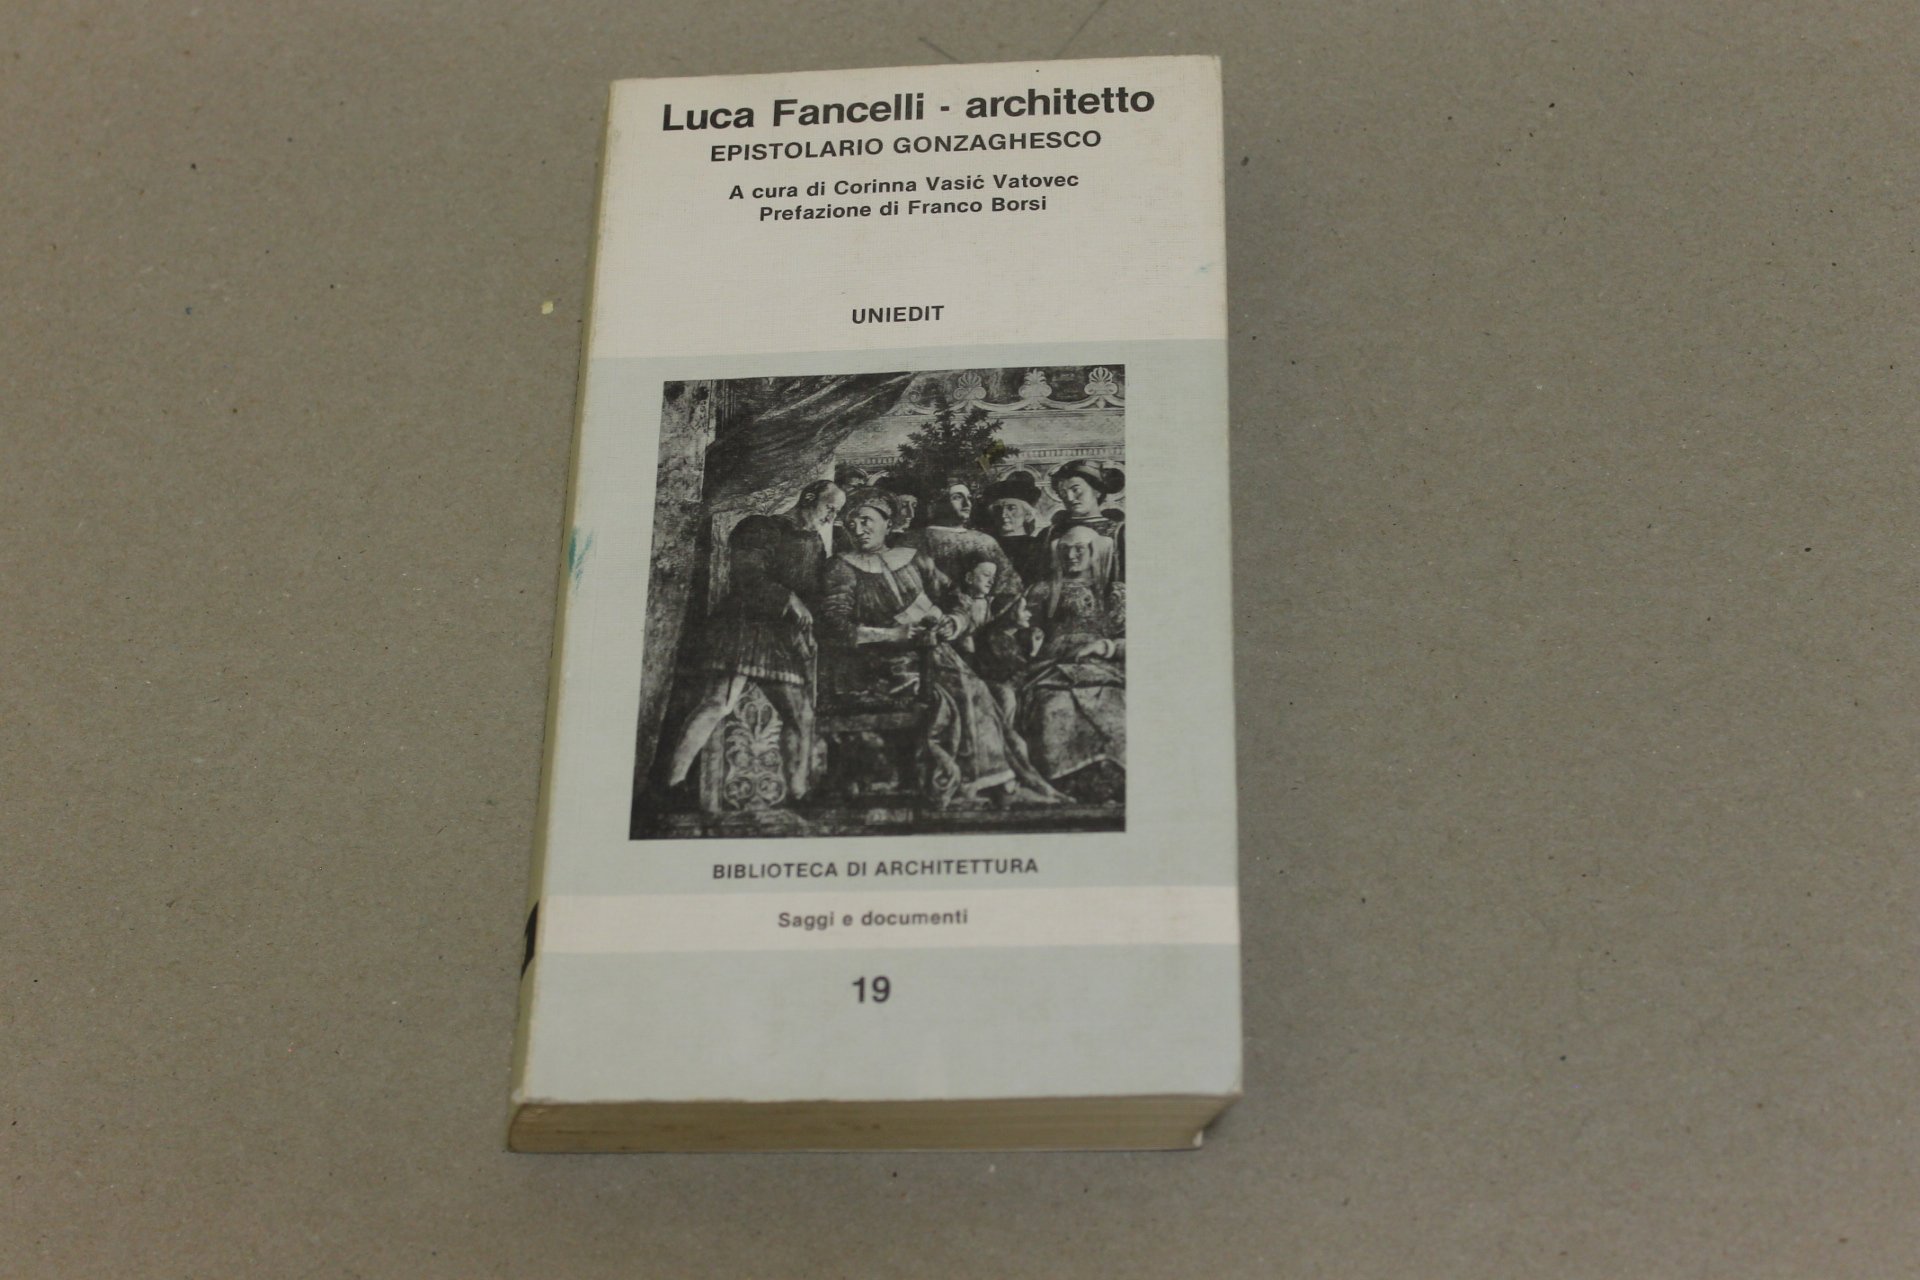 Luca Fancelli - architetto
EPISTOLARIO GONZAGHESCO
A cura di Corinna Vasić Vatovec
Prefazione di Franco Borsi
UNIEDIT
BIBLIOTECA DI ARCHITETTURA
Saggi e documenti
19